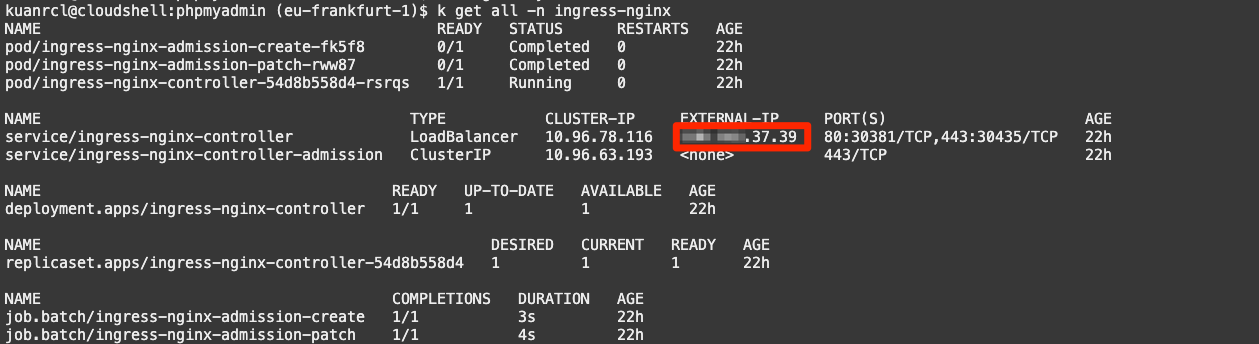 kuanrcl@cloudshell:phpmyadmin (eu-frankfurt-1)$ k get all -n ingress-nginx
NAME READY STATUS RESTARTS AGE
pod/ingress-nginx-admission-create-fk5f8 0/1 Completed 0 22h
pod/ingress-nginx-admission-patch-rww87 0/1 Completed 0 22h
pod/ingress-nginx-controller-54d8b558d4-rsrqs 1/1 Running 0 22h
NAME TYPE CLUSTER-IP EXTERNAL-IP PORT(S) AGE
service/ingress-nginx-controller LoadBalancer 10.96.78.116 .37.39 80:30381/TCP,443:30435/TCP 22h
service/ingress-nginx-controller-admission ClusterIP 10.96.63.193 <none> 443/TCP 22h
NAME READY UP-TO-DATE AVAILABLE AGE
deployment.apps/ingress-nginx-controller 1/1 1 1 22h
NAME DESIRED CURRENT READY AGE
replicaset.apps/ingress-nginx-controller-54d8b558d4 1 1 1 22h
NAME COMPLETIONS DURATION AGE
job.batch/ingress-nginx-admission-create 1/1 3s 22h
job.batch/ingress-nginx-admission-patch 1/1 4s 22h